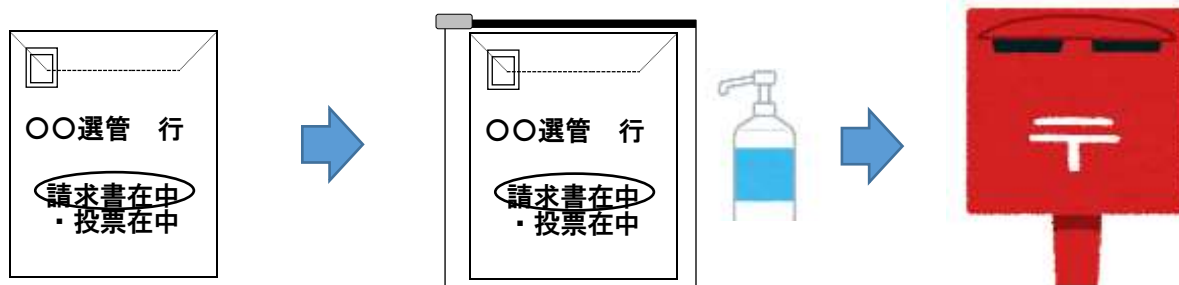 〇〇選管　行
請求書在中
・投票在中
〇〇選管　行
請求書在中
・投票在中
〒